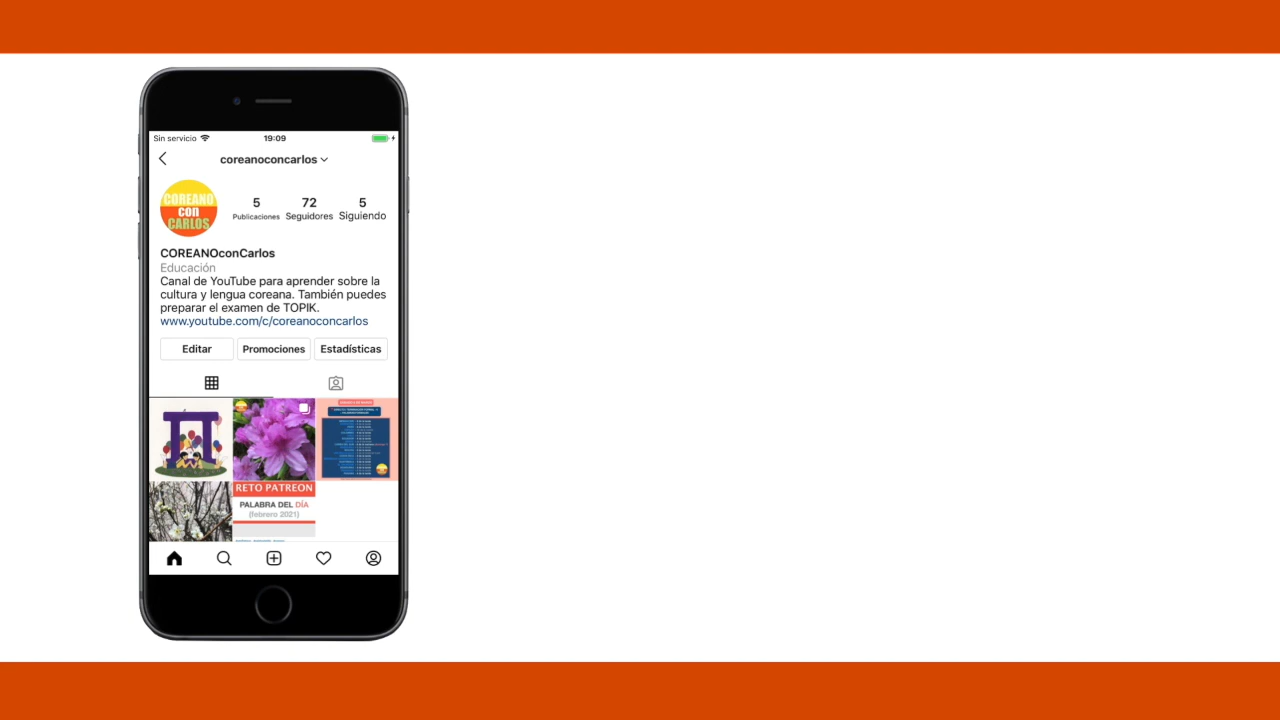 Sin servicio
19:09
coreanoconcarlos
COREANO
CON
CARLOS
5
72
5
Publicaciones
Seguidores
Siguiendo
COREANOconCarlos
Educación
Canal de YouTube para aprender sobre la
cultura y lengua coreana. También puedes
preparar el examen de TOPIK.
www.youtube.com/c/coreanoconcarlos
Editar
Promociones
Estadísticas
RETO PATREON
PALABRA DEL DÍA
(febrero 2021)